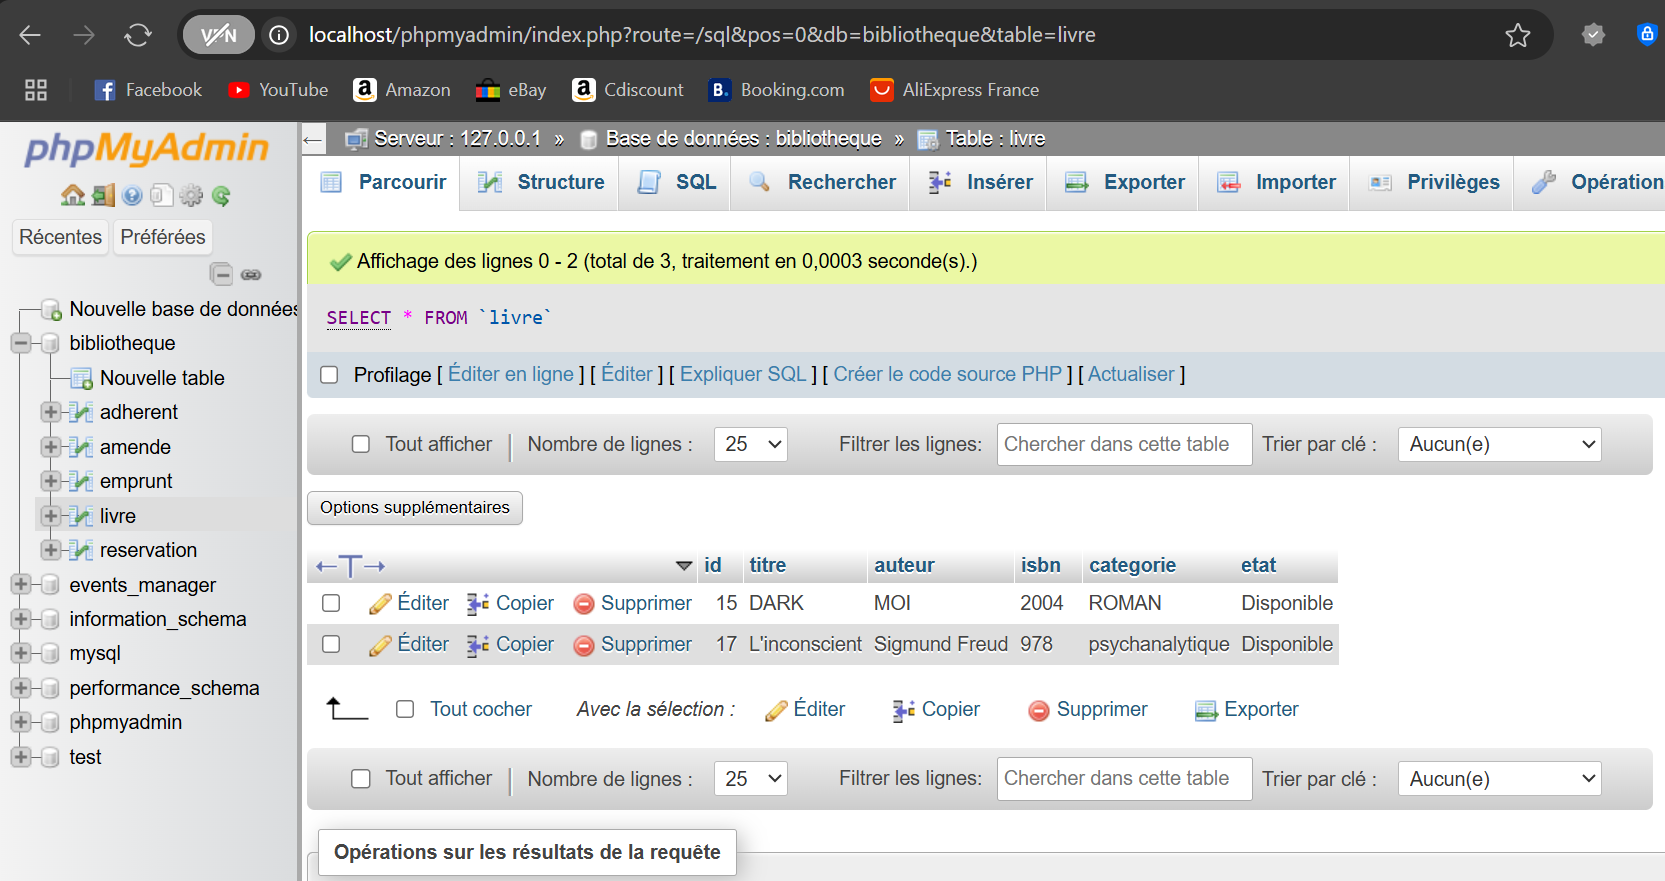 VPN localhost/phpmyadmin/index.php?route=/sql&pos=0&db=bibliotheque&table=livre
Facebook YouTube Amazon eBay Cdiscount B. Booking.com AliExpress France
phpMyAdmin
Récentes Préférées
Nouvelle base de données
bibliotheque
Nouvelle table
adherent
amende
emprunt
livre
reservation
events_manager
information_schema
mysql
performance_schema
phpmyadmin
test
Serveur : 127.0.0.1 » Base de données : bibliotheque » Table : livre
Parcourir Structure SQL Rechercher Insérer Exporter Importer Privilèges Opération
Affichage des lignes 0 - 2 (total de 3, traitement en 0,0003 seconde(s).)
SELECT * FROM `livre`
Profilage [ Éditer en ligne ] [ Éditer ] [ Expliquer SQL ] [ Créer le code source PHP ] [ Actualiser ]
Tout afficher | Nombre de lignes : 25 Filtrer les lignes: Chercher dans cette table Trier par clé : Aucun(e)
Options supplémentaires
←T→ id titre auteur isbn categorie etat
Éditer Copier Supprimer 15 DARK MOI 2004 ROMAN Disponible
Éditer Copier Supprimer 17 L'inconscient Sigmund Freud 978 psychanalytique Disponible
Tout cocher Avec la sélection : Éditer Copier Supprimer Exporter
Tout afficher | Nombre de lignes : 25 Filtrer les lignes: Chercher dans cette table Trier par clé : Aucun(e)
Opérations sur les résultats de la requête